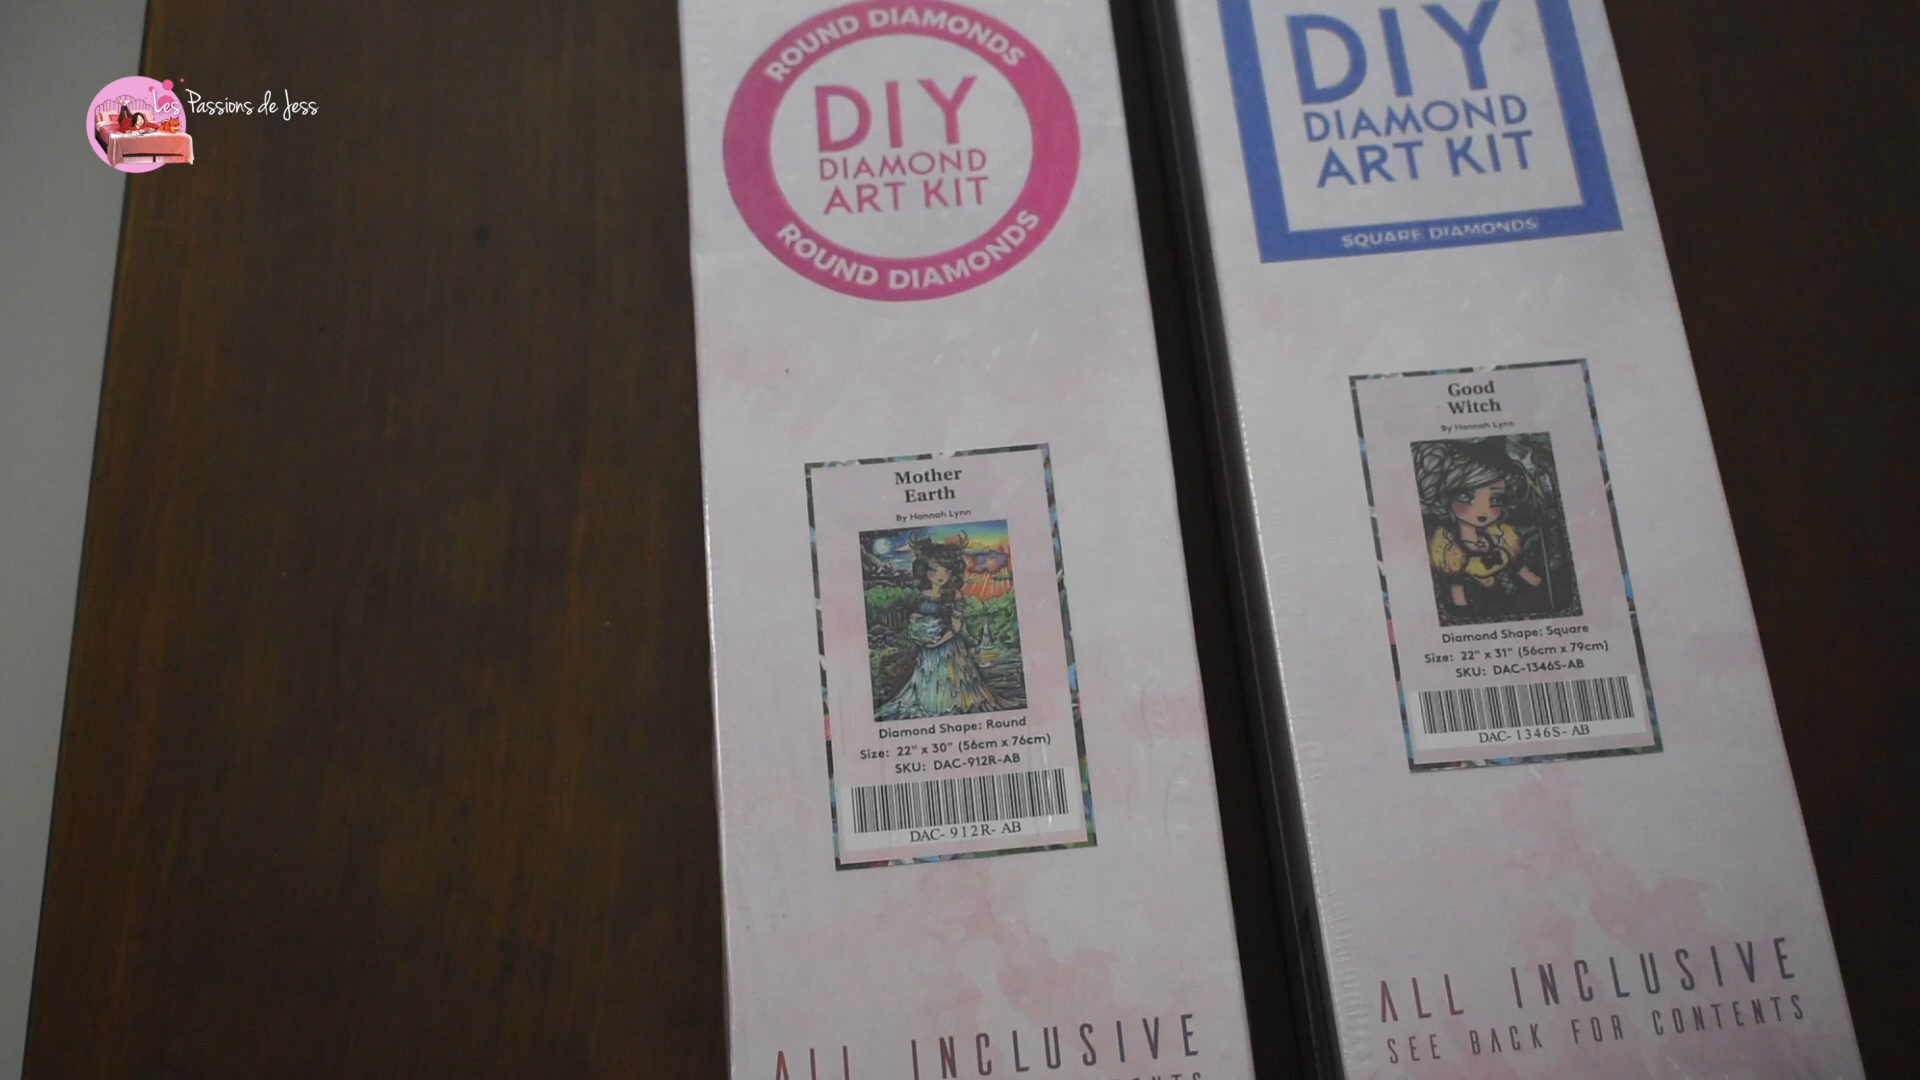 Les Passions de Jess
ROUND DIAMONDS
DIY
DIAMOND
ART KIT
ROUND DIAMONDS
Mother
Earth
By Hannah Lynn
Diamond Shape: Round
Size: 22" x 30" (56cm x 76cm)
SKU: DAC-912R-AB
DAC- 912R- AB
ALL INCLUSIVE
DIY
DIAMOND
ART KIT
SQUARE DIAMONDS
Good
Witch
By Hannah Lynn
Diamond Shape: Square
Size: 22" x 31" (56cm x 79cm)
SKU: DAC-1346S-AB
DAC- 1346S- AB
ALL INCLUSIVE
SEE BACK FOR CONTENTS